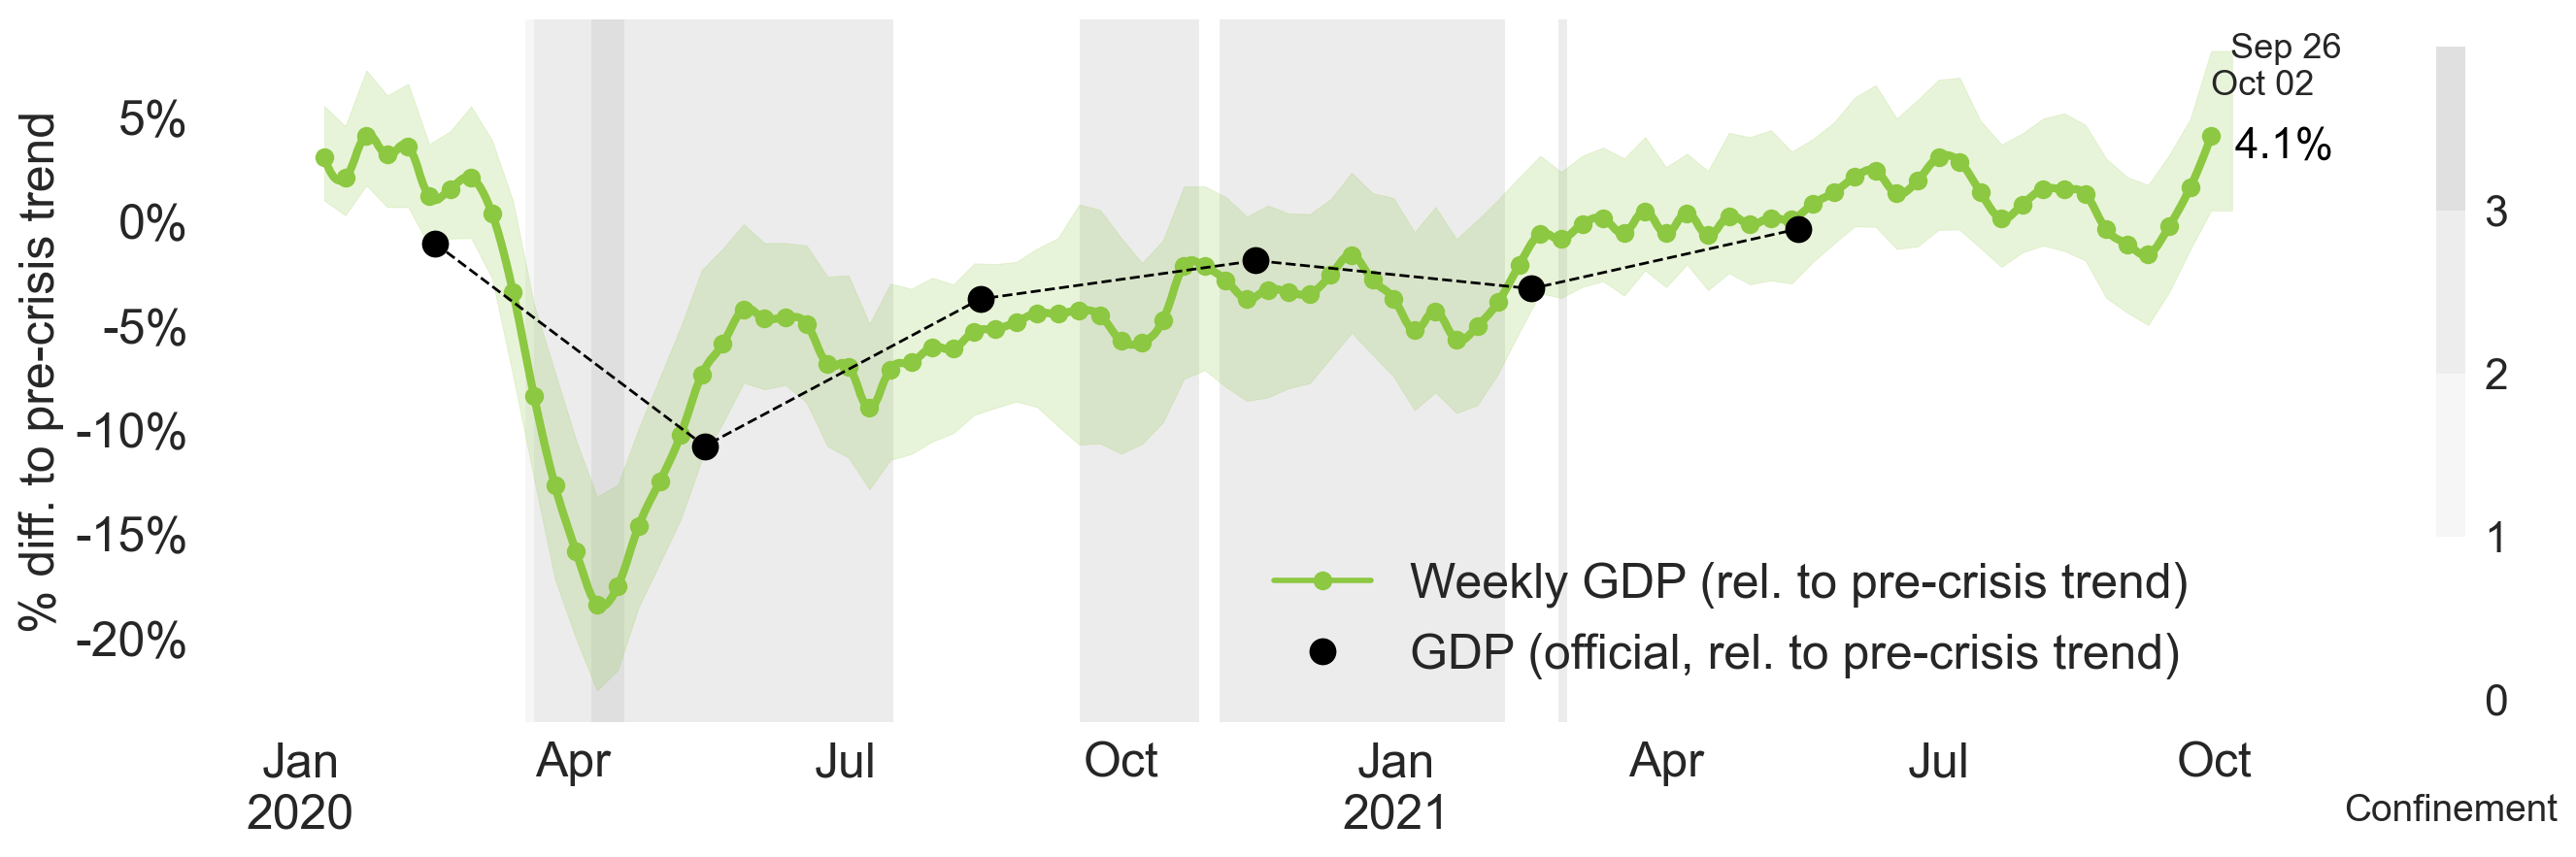 % diff. to pre-crisis trend
5%
0%
-5%
-10%
-15%
-20%
Sep 26
Oct 02
4.1%
Weekly GDP (rel. to pre-crisis trend)
GDP (official, rel. to pre-crisis trend)
Jan
2020
Apr
Jul
Oct
Jan
2021
Apr
Jul
Oct
3
2
1
0
Confinement